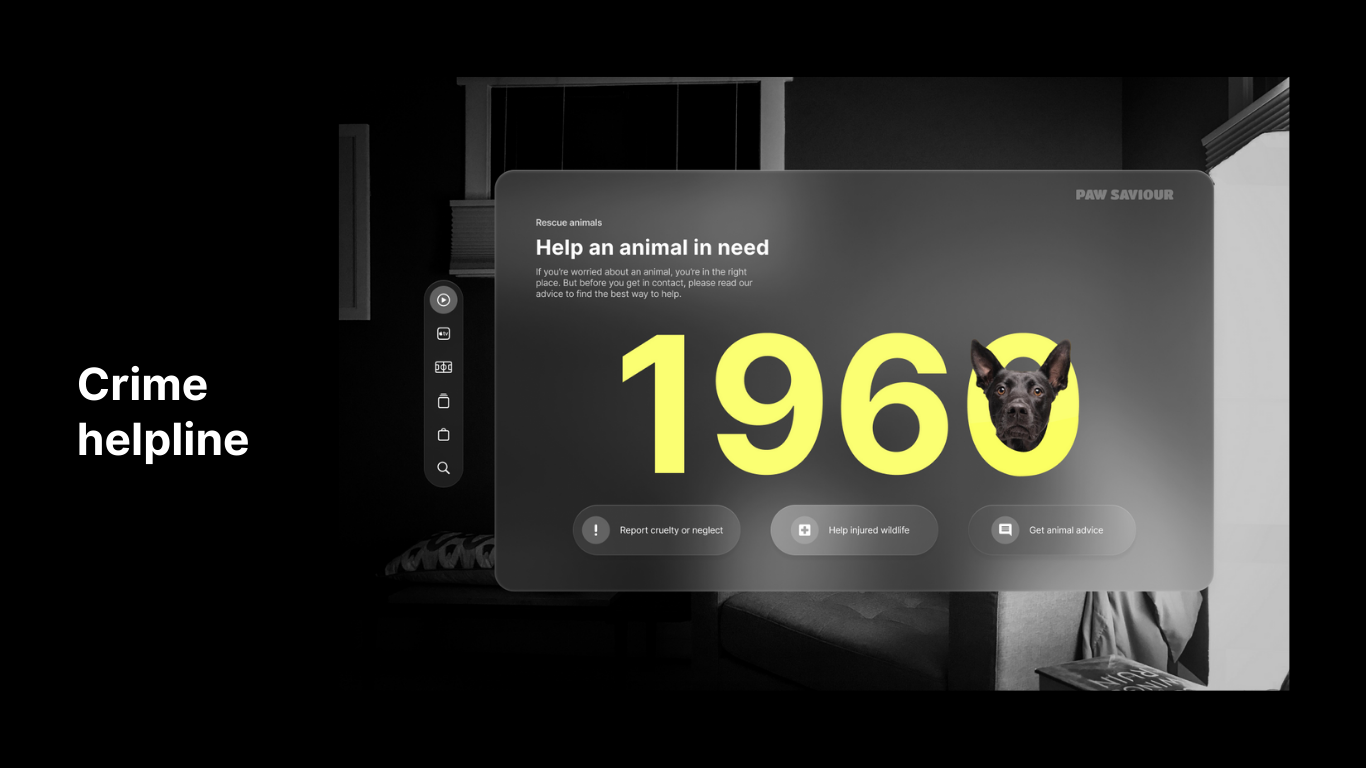 Crime
helpline
PAW SAVIOUR
Rescue animals
Help an animal in need
If you're worried about an animal, you're in the right
place. But before you get in contact, please read our
advice to find the best way to help.
1960
Report cruelty or neglect
Help injured wildlife
Get animal advice
tv
RUIN